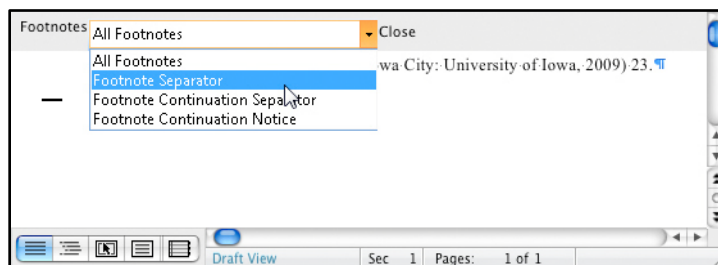 Footnotes All Footnotes Close
All Footnotes
wa City: University of Iowa, 2009) 23.¶
Footnote Separator
Footnote Continuation Separator
Footnote Continuation Notice
Draft View Sec 1 Pages: 1 of 1